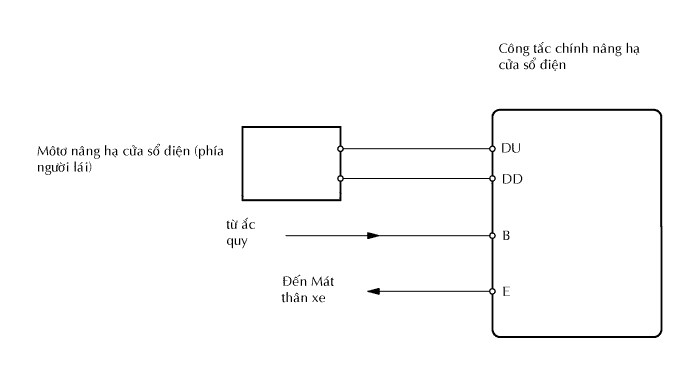 Công tắc chính nâng hạ
cửa sổ điện
Môtơ nâng hạ cửa sổ điện (phía
người lái)
DU
DD
từ ắc
quy
B
Đến Mát
thân xe
E